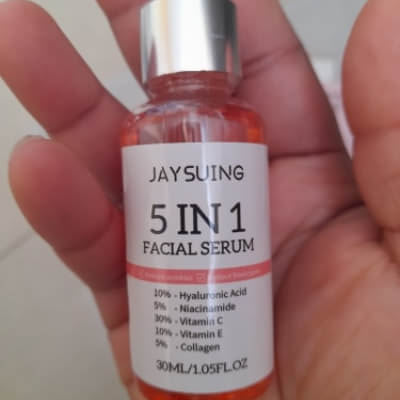 JAYSUING
5 IN 1
FACIAL SERUM
10% - Hyaluronic Acid
5% - Niacinamide
30% - Vitamin C
10% - Vitamin E
5% - Collagen
30ML/1.05FL.OZ